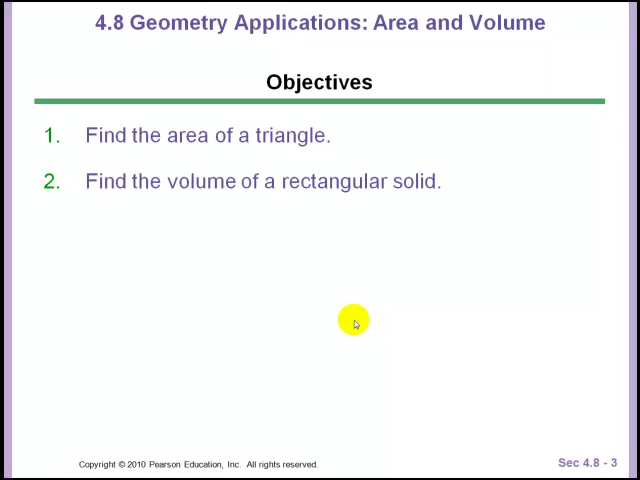 4.8 Geometry Applications: Area and Volume
Objectives
1. Find the area of a triangle.
2. Find the volume of a rectangular solid.
Copyright © 2010 Pearson Education, Inc. All rights reserved.
Sec 4.8 - 3